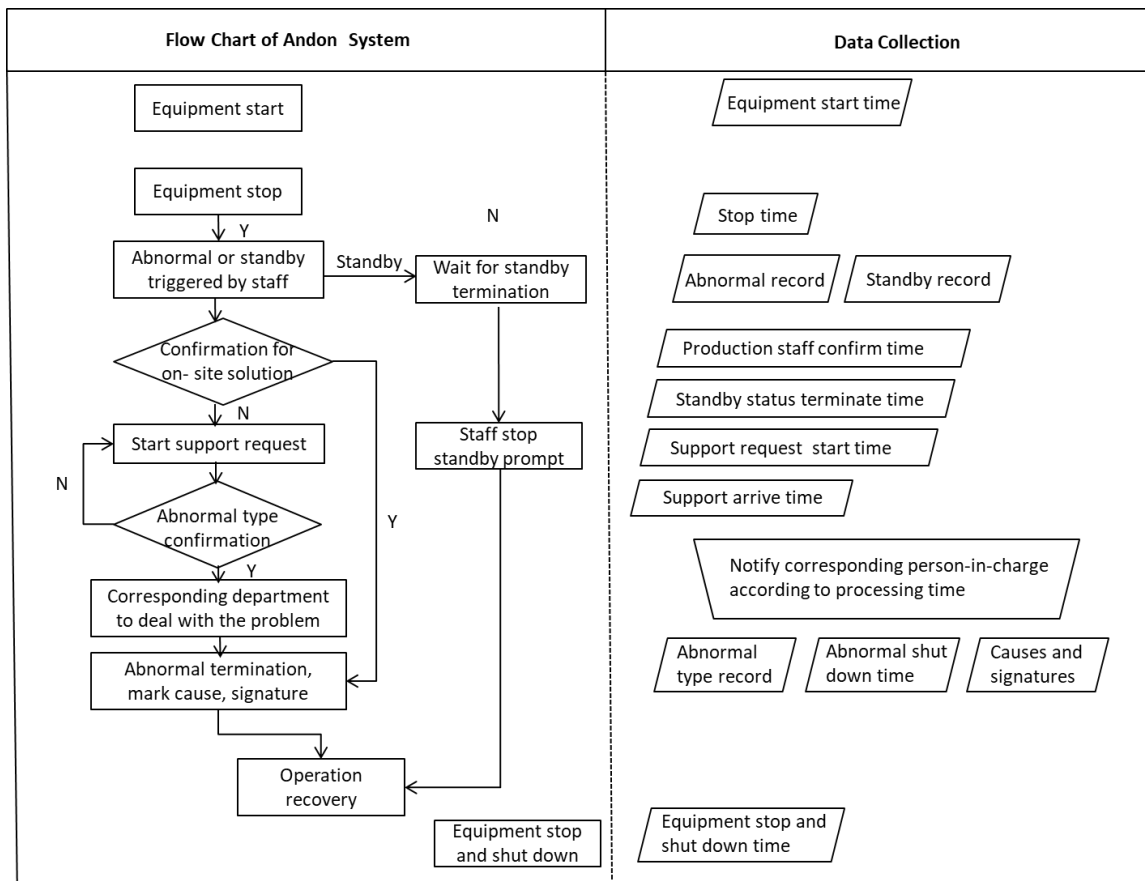 Flow Chart of Andon System
Data Collection
Equipment start
Equipment start time
Equipment stop
Stop time
N
Y
Abnormal or standby
triggered by staff
Standby
Wait for standby
termination
Abnormal record
Standby record
Confirmation for
on- site solution
Production staff confirm time
Standby status terminate time
N
Start support request
Staff stop
standby prompt
Support request start time
N
Support arrive time
Abnormal type
confirmation
Y
Y
Notify corresponding person-in-charge
according to processing time
Corresponding department
to deal with the problem
Abnormal termination,
mark cause, signature
Abnormal
type record
Abnormal shut
down time
Causes and
signatures
Operation
recovery
Equipment stop
and shut down
Equipment stop and
shut down time